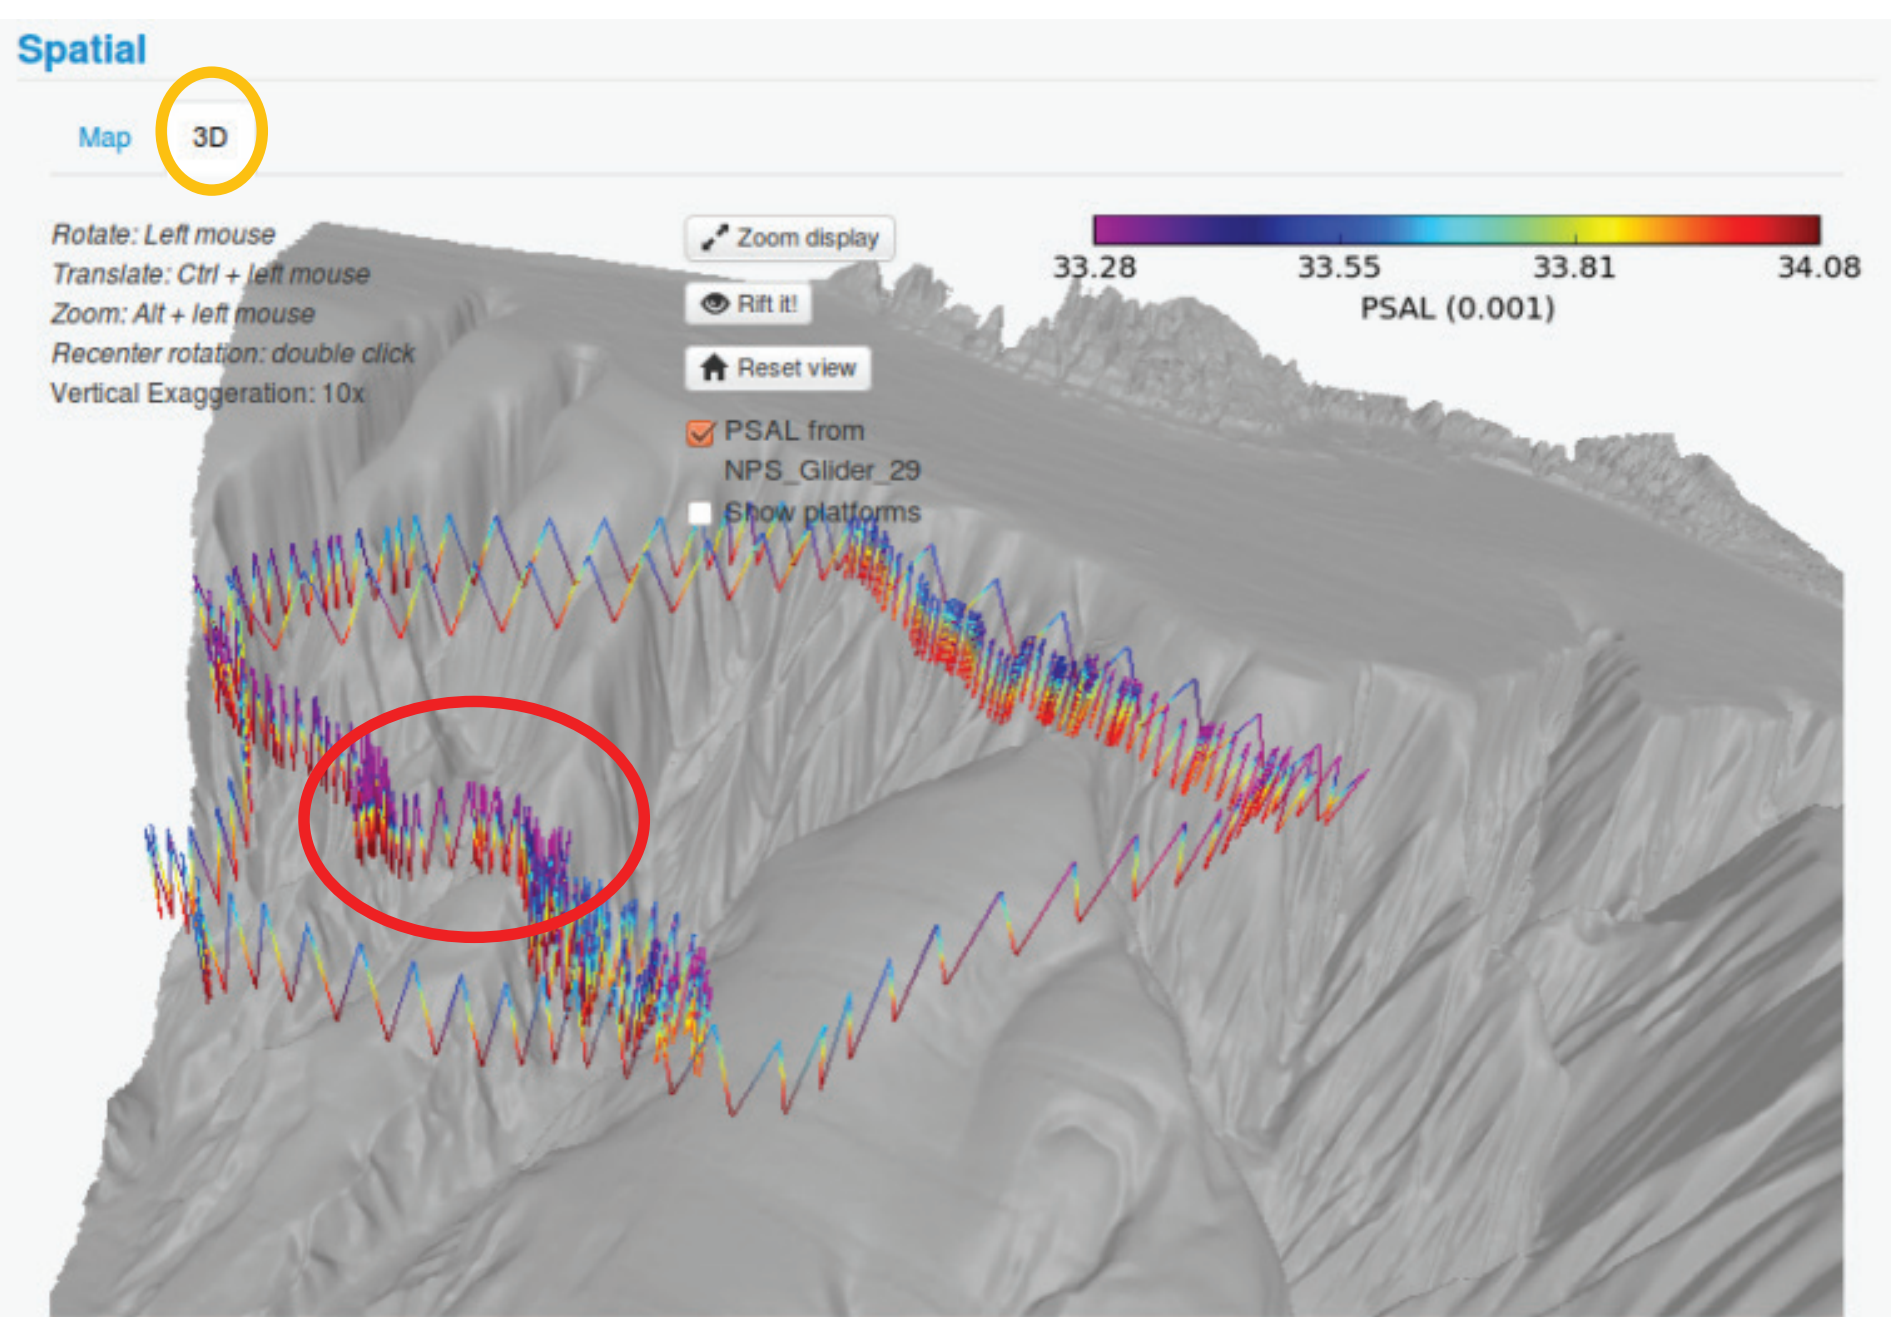 Spatial
Map 3D
Rotate: Left mouse
Translate: Ctrl + left mouse
Zoom: Alt + left mouse
Recenter rotation: double click
Vertical Exaggeration: 10x
Zoom display
Rift it!
Reset view
PSAL from
NPS_Glider_29
Show platforms
33.28 33.55 33.81 34.08
PSAL (0.001)